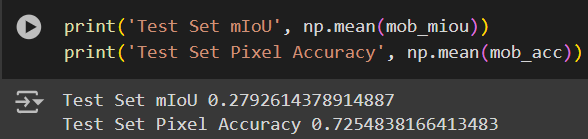 print('Test Set mIoU', np.mean(mob_miou))
print('Test Set Pixel Accuracy', np.mean(mob_acc))
Test Set mIoU 0.2792614378914887
Test Set Pixel Accuracy 0.7254838166413483